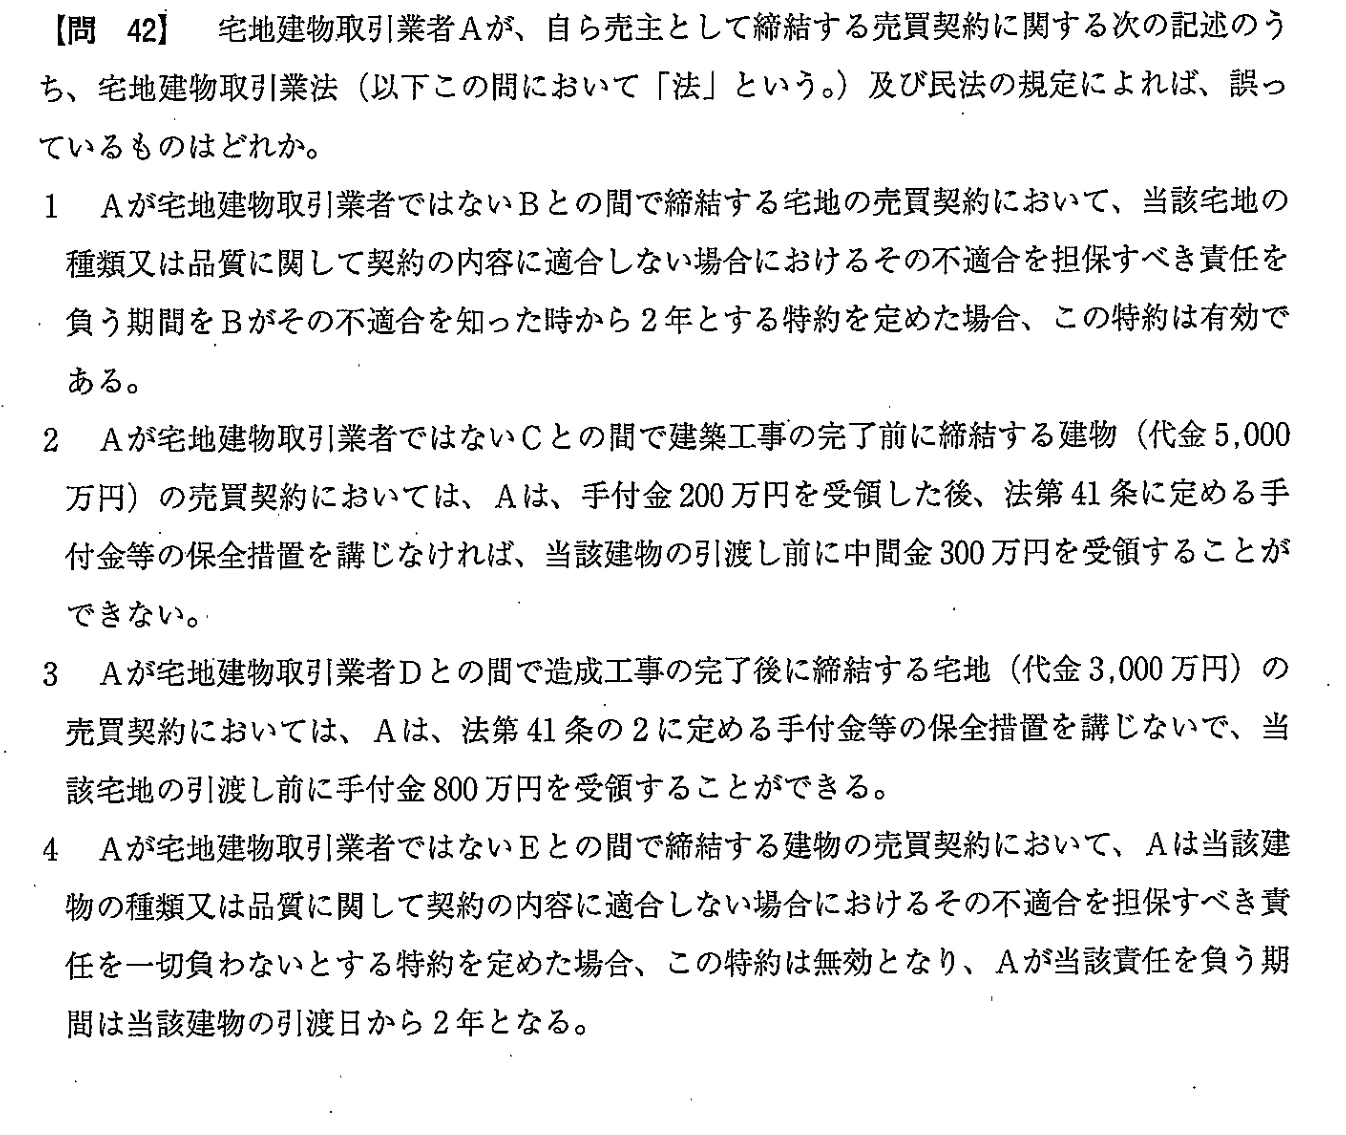 【問　42】　宅地建物取引業者Aが、自ら売主として締結する売買契約に関する次の記述のう
ち、宅地建物取引業法（以下この問において「法」という。）及び民法の規定によれば、誤っ
ているものはどれか。
1　Aが宅地建物取引業者ではないBとの間で締結する宅地の売買契約において、当該宅地の
種類又は品質に関して契約の内容に適合しない場合におけるその不適合を担保すべき責任を
負う期間をBがその不適合を知った時から2年とする特約を定めた場合、この特約は有効で
ある。
2　Aが宅地建物取引業者ではないCとの間で建築工事の完了前に締結する建物（代金5,000
万円）の売買契約においては、Aは、手付金200万円を受領した後、法第41条に定める手
付金等の保全措置を講じなければ、当該建物の引渡し前に中間金300万円を受領することが
できない。
3　Aが宅地建物取引業者Dとの間で造成工事の完了後に締結する宅地（代金3,000万円）の
売買契約においては、Aは、法第41条の2に定める手付金等の保全措置を講じないで、当
該宅地の引渡し前に手付金800万円を受領することができる。
4　Aが宅地建物取引業者ではないEとの間で締結する建物の売買契約において、Aは当該建
物の種類又は品質に関して契約の内容に適合しない場合におけるその不適合を担保すべき責
任を一切負わないとする特約を定めた場合、この特約は無効となり、Aが当該責任を負う期
間は当該建物の引渡日から2年となる。